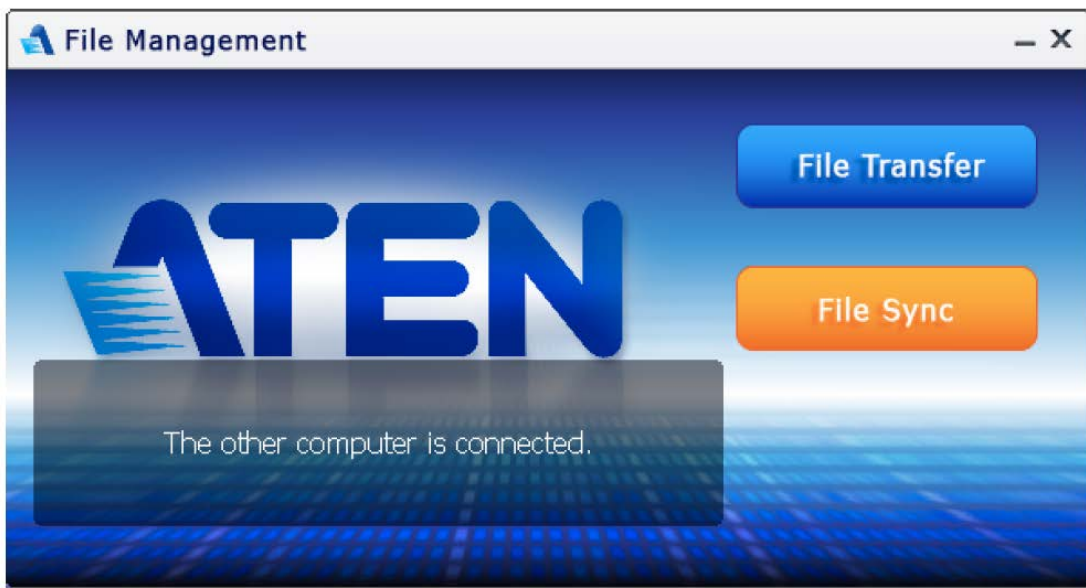 File Management
File Transfer
ATEN
File Sync
The other computer is connected.